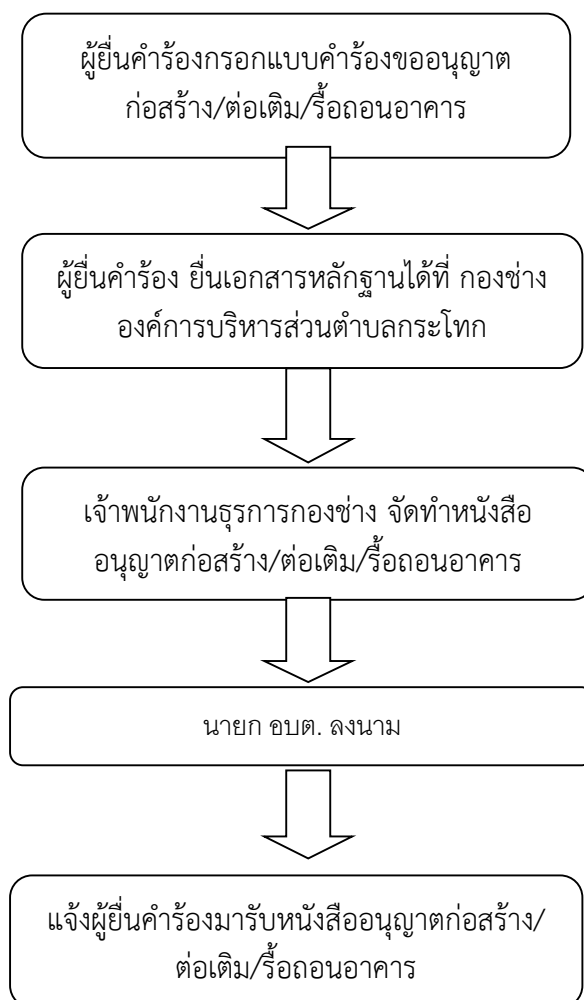 ผู้ยื่นคำร้องกรอกแบบคำร้องขออนุญาต
ก่อสร้าง/ต่อเติม/รื้อถอนอาคาร
ผู้ยื่นคำร้อง ยื่นเอกสารหลักฐานได้ที่ กองช่าง
องค์การบริหารส่วนตำบลกระโทก
เจ้าพนักงานธุรการกองช่าง จัดทำหนังสือ
อนุญาตก่อสร้าง/ต่อเติม/รื้อถอนอาคาร
นายก อบต. ลงนาม
แจ้งผู้ยื่นคำร้องมารับหนังสืออนุญาตก่อสร้าง/
ต่อเติม/รื้อถอนอาคาร